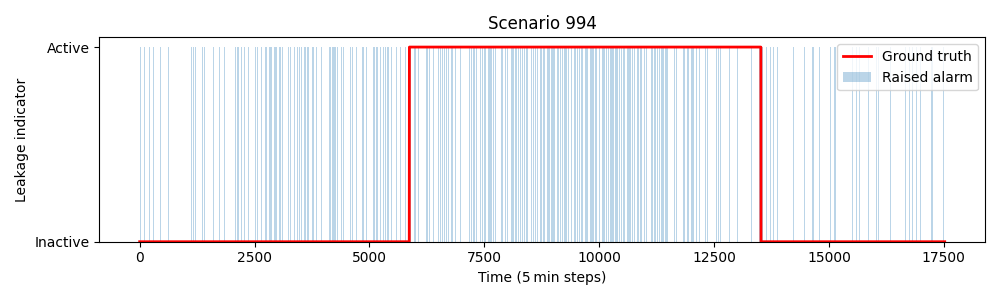 Scenario 994
Active
Inactive
Leakage indicator
Ground truth
Raised alarm
0 2500 5000 7500 10000 12500 15000 17500
Time (5 min steps)